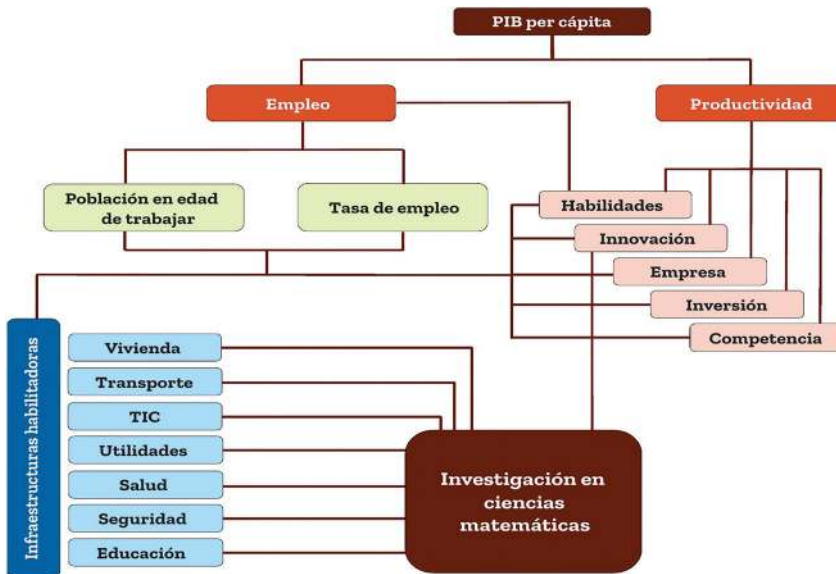 PIB per cápita
Empleo
Productividad
Población en edad
de trabajar
Tasa de empleo
Habilidades
Innovación
Empresa
Inversión
Competencia
Infraestructuras habilitadoras
Vivienda
Transporte
TIC
Utilidades
Salud
Seguridad
Educación
Investigación en
ciencias
matemáticas